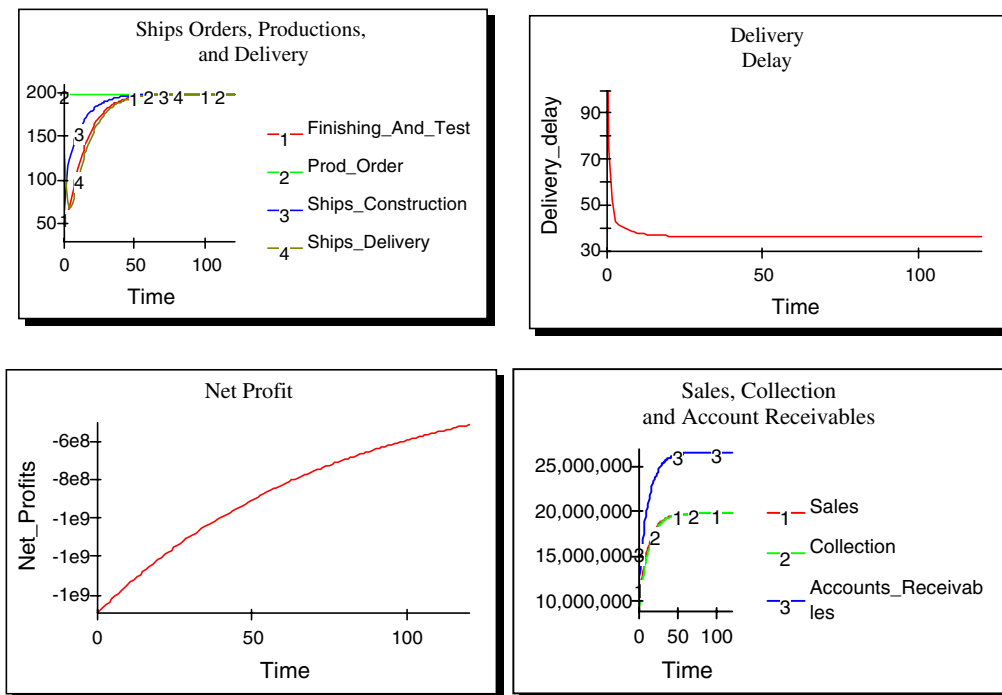 Ships Orders, Productions,
and Delivery
200
150
100
50
2
3
4
1
1 2 3 4 1 2
0 50 100
Time
1 Finishing_And_Test
2 Prod_Order
3 Ships_Construction
4 Ships_Delivery
Delivery
Delay
Delivery_delay
90
70
50
30
0 50 100
Time
Net Profit
Net_Profits
-6e8
-8e8
-1e9
-1e9
-1e9
0 50 100
Time
Sales, Collection
and Account Receivables
25,000,000
20,000,000
15,000,000
10,000,000
3 3
1 2 1
2
3
1
0 50 100
Time
1 Sales
2 Collection
3 Accounts_Receivab
les